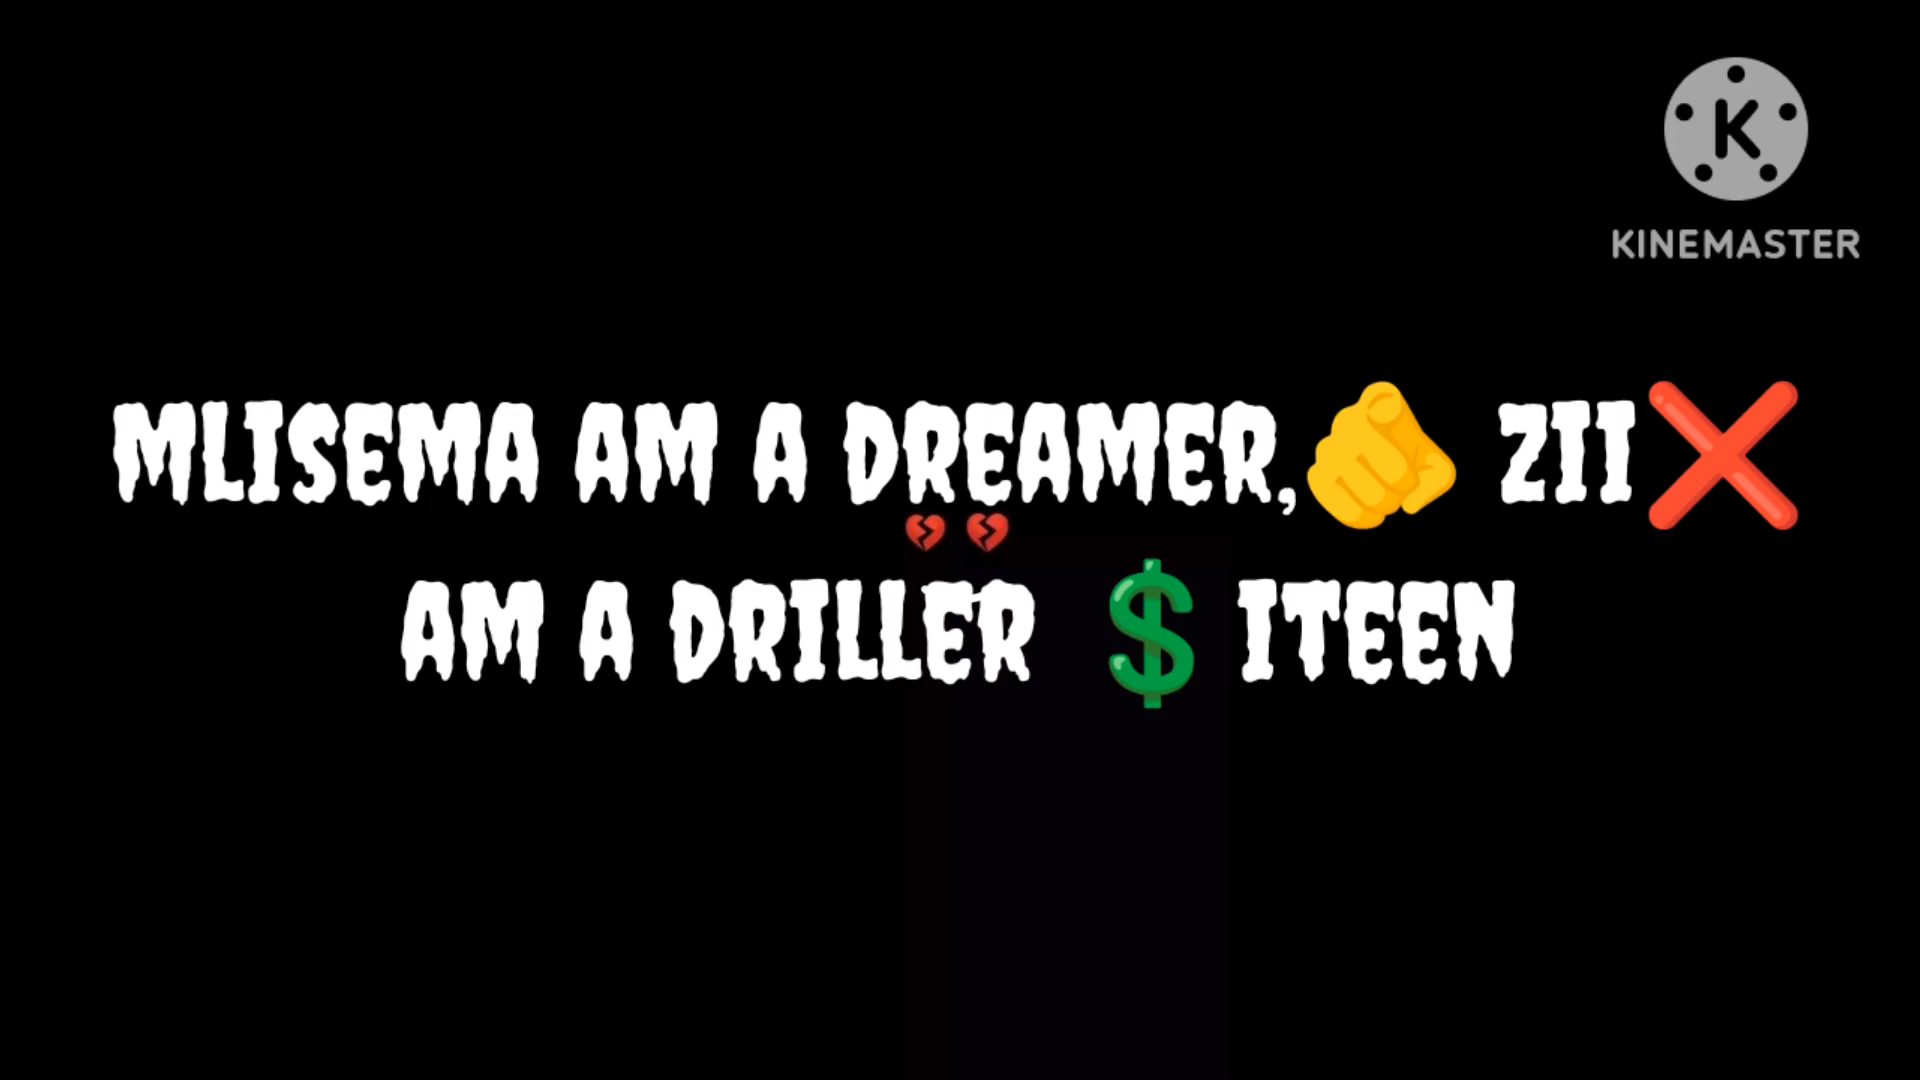 K
KINEMASTER
MLISEMA AM A DREAMER,🫵 ZII❌
💔 💔
AM A DRILLER 💲ITEEN